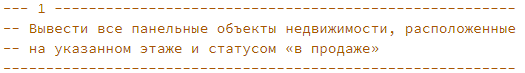 --- 1 --------------------------------------------------------
-- Вывести все панельные объекты недвижимости, расположенные
-- на указанном этаже и статусом «в продаже»
--------------------------------------------------------------